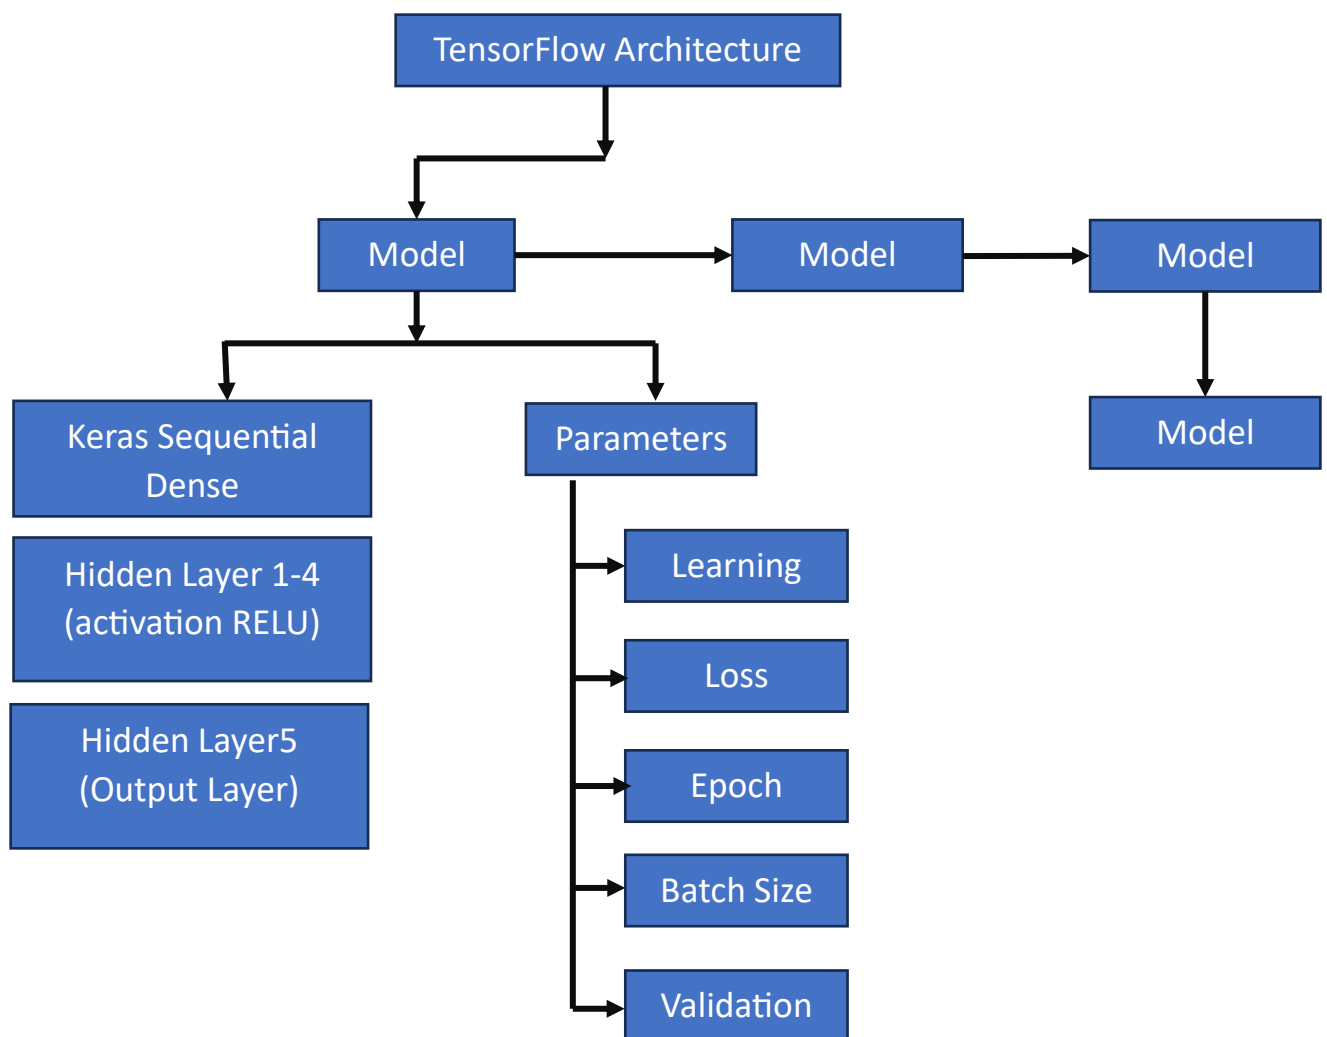 TensorFlow Architecture
Model
Model
Model
Keras Sequential
Dense
Parameters
Model
Hidden Layer 1-4
(activation RELU)
Learning
Loss
Hidden Layer5
(Output Layer)
Epoch
Batch Size
Validation